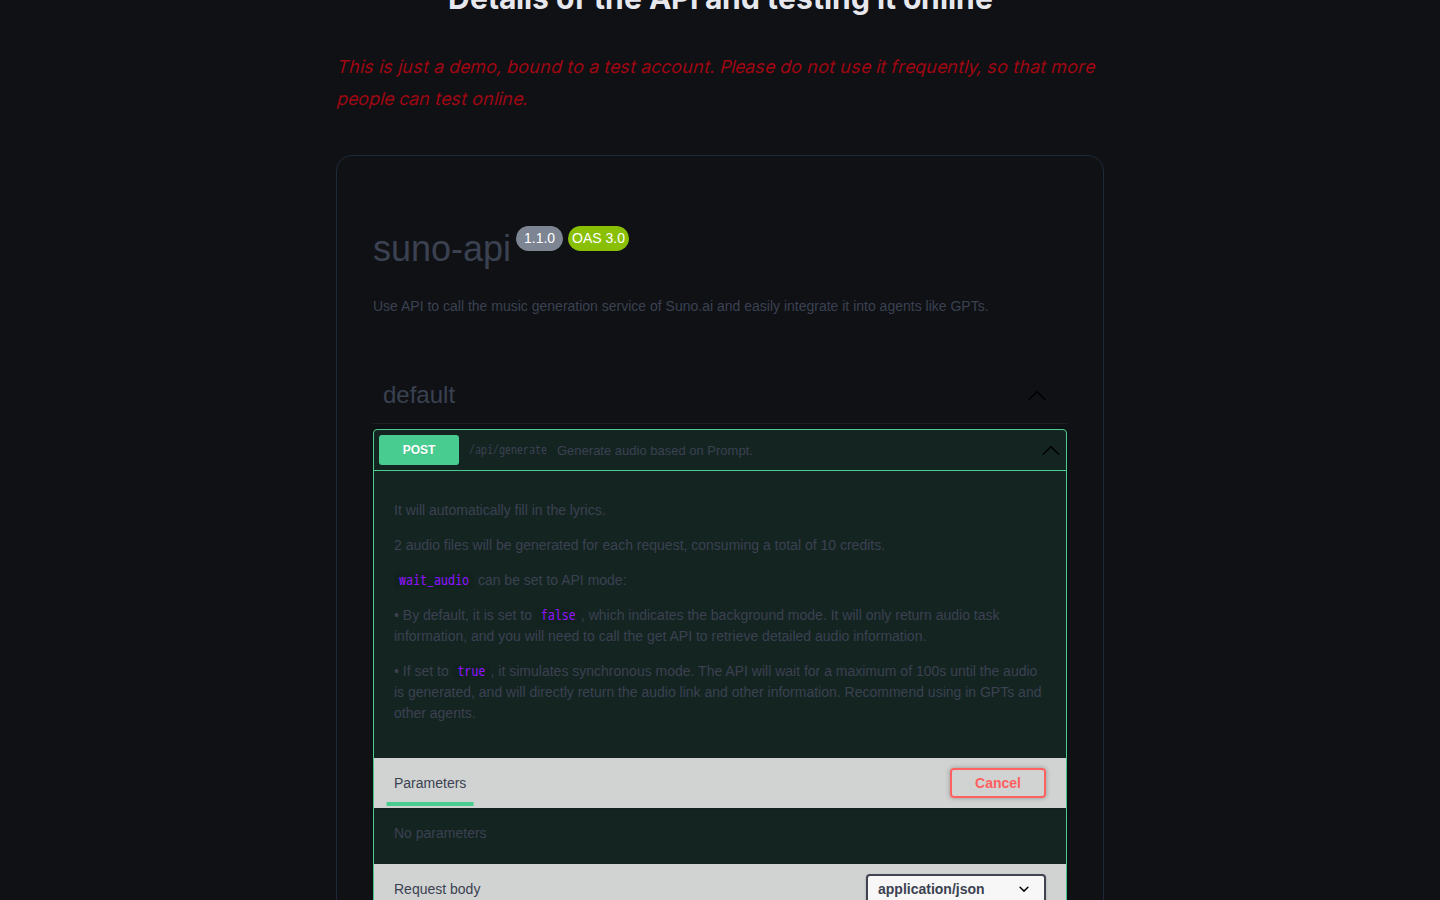 Details of the API and testing it online
This is just a demo, bound to a test account. Please do not use it frequently, so that more
people can test online.
suno-api 1.1.0 OAS 3.0
Use API to call the music generation service of Suno.ai and easily integrate it into agents like GPTs.
default
POST /api/generate Generate audio based on Prompt.
It will automatically fill in the lyrics.
2 audio files will be generated for each request, consuming a total of 10 credits.
wait_audio can be set to API mode:
• By default, it is set to false , which indicates the background mode. It will only return audio task
information, and you will need to call the get API to retrieve detailed audio information.
• If set to true , it simulates synchronous mode. The API will wait for a maximum of 100s until the audio
is generated, and will directly return the audio link and other information. Recommend using in GPTs and
other agents.
Parameters Cancel
No parameters
Request body application/json